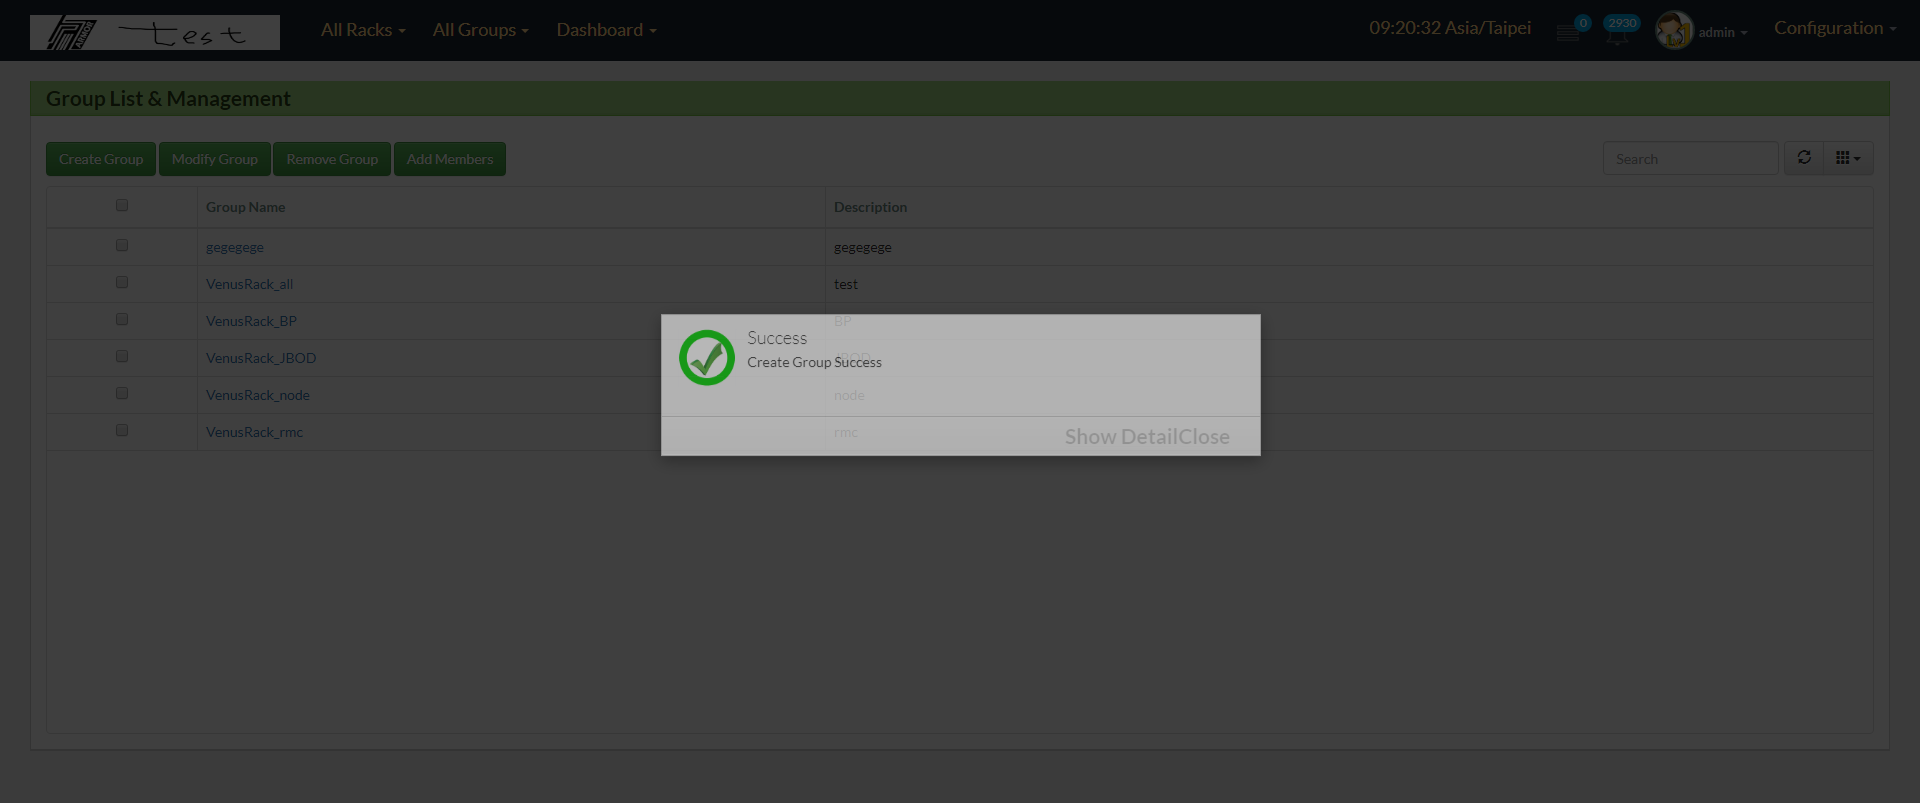 ARBOR test
All Racks
All Groups
Dashboard
09:20:32 Asia/Taipei
0
2930
admin
Configuration
Group List & Management
Create Group
Modify Group
Remove Group
Add Members
Search
Group Name
Description
gegegege
gegegege
VenusRack_all
test
VenusRack_BP
BP
VenusRack_JBOD
JBOD
VenusRack_node
node
VenusRack_rmc
rmc
Success
Create Group Success
Show Detail
Close